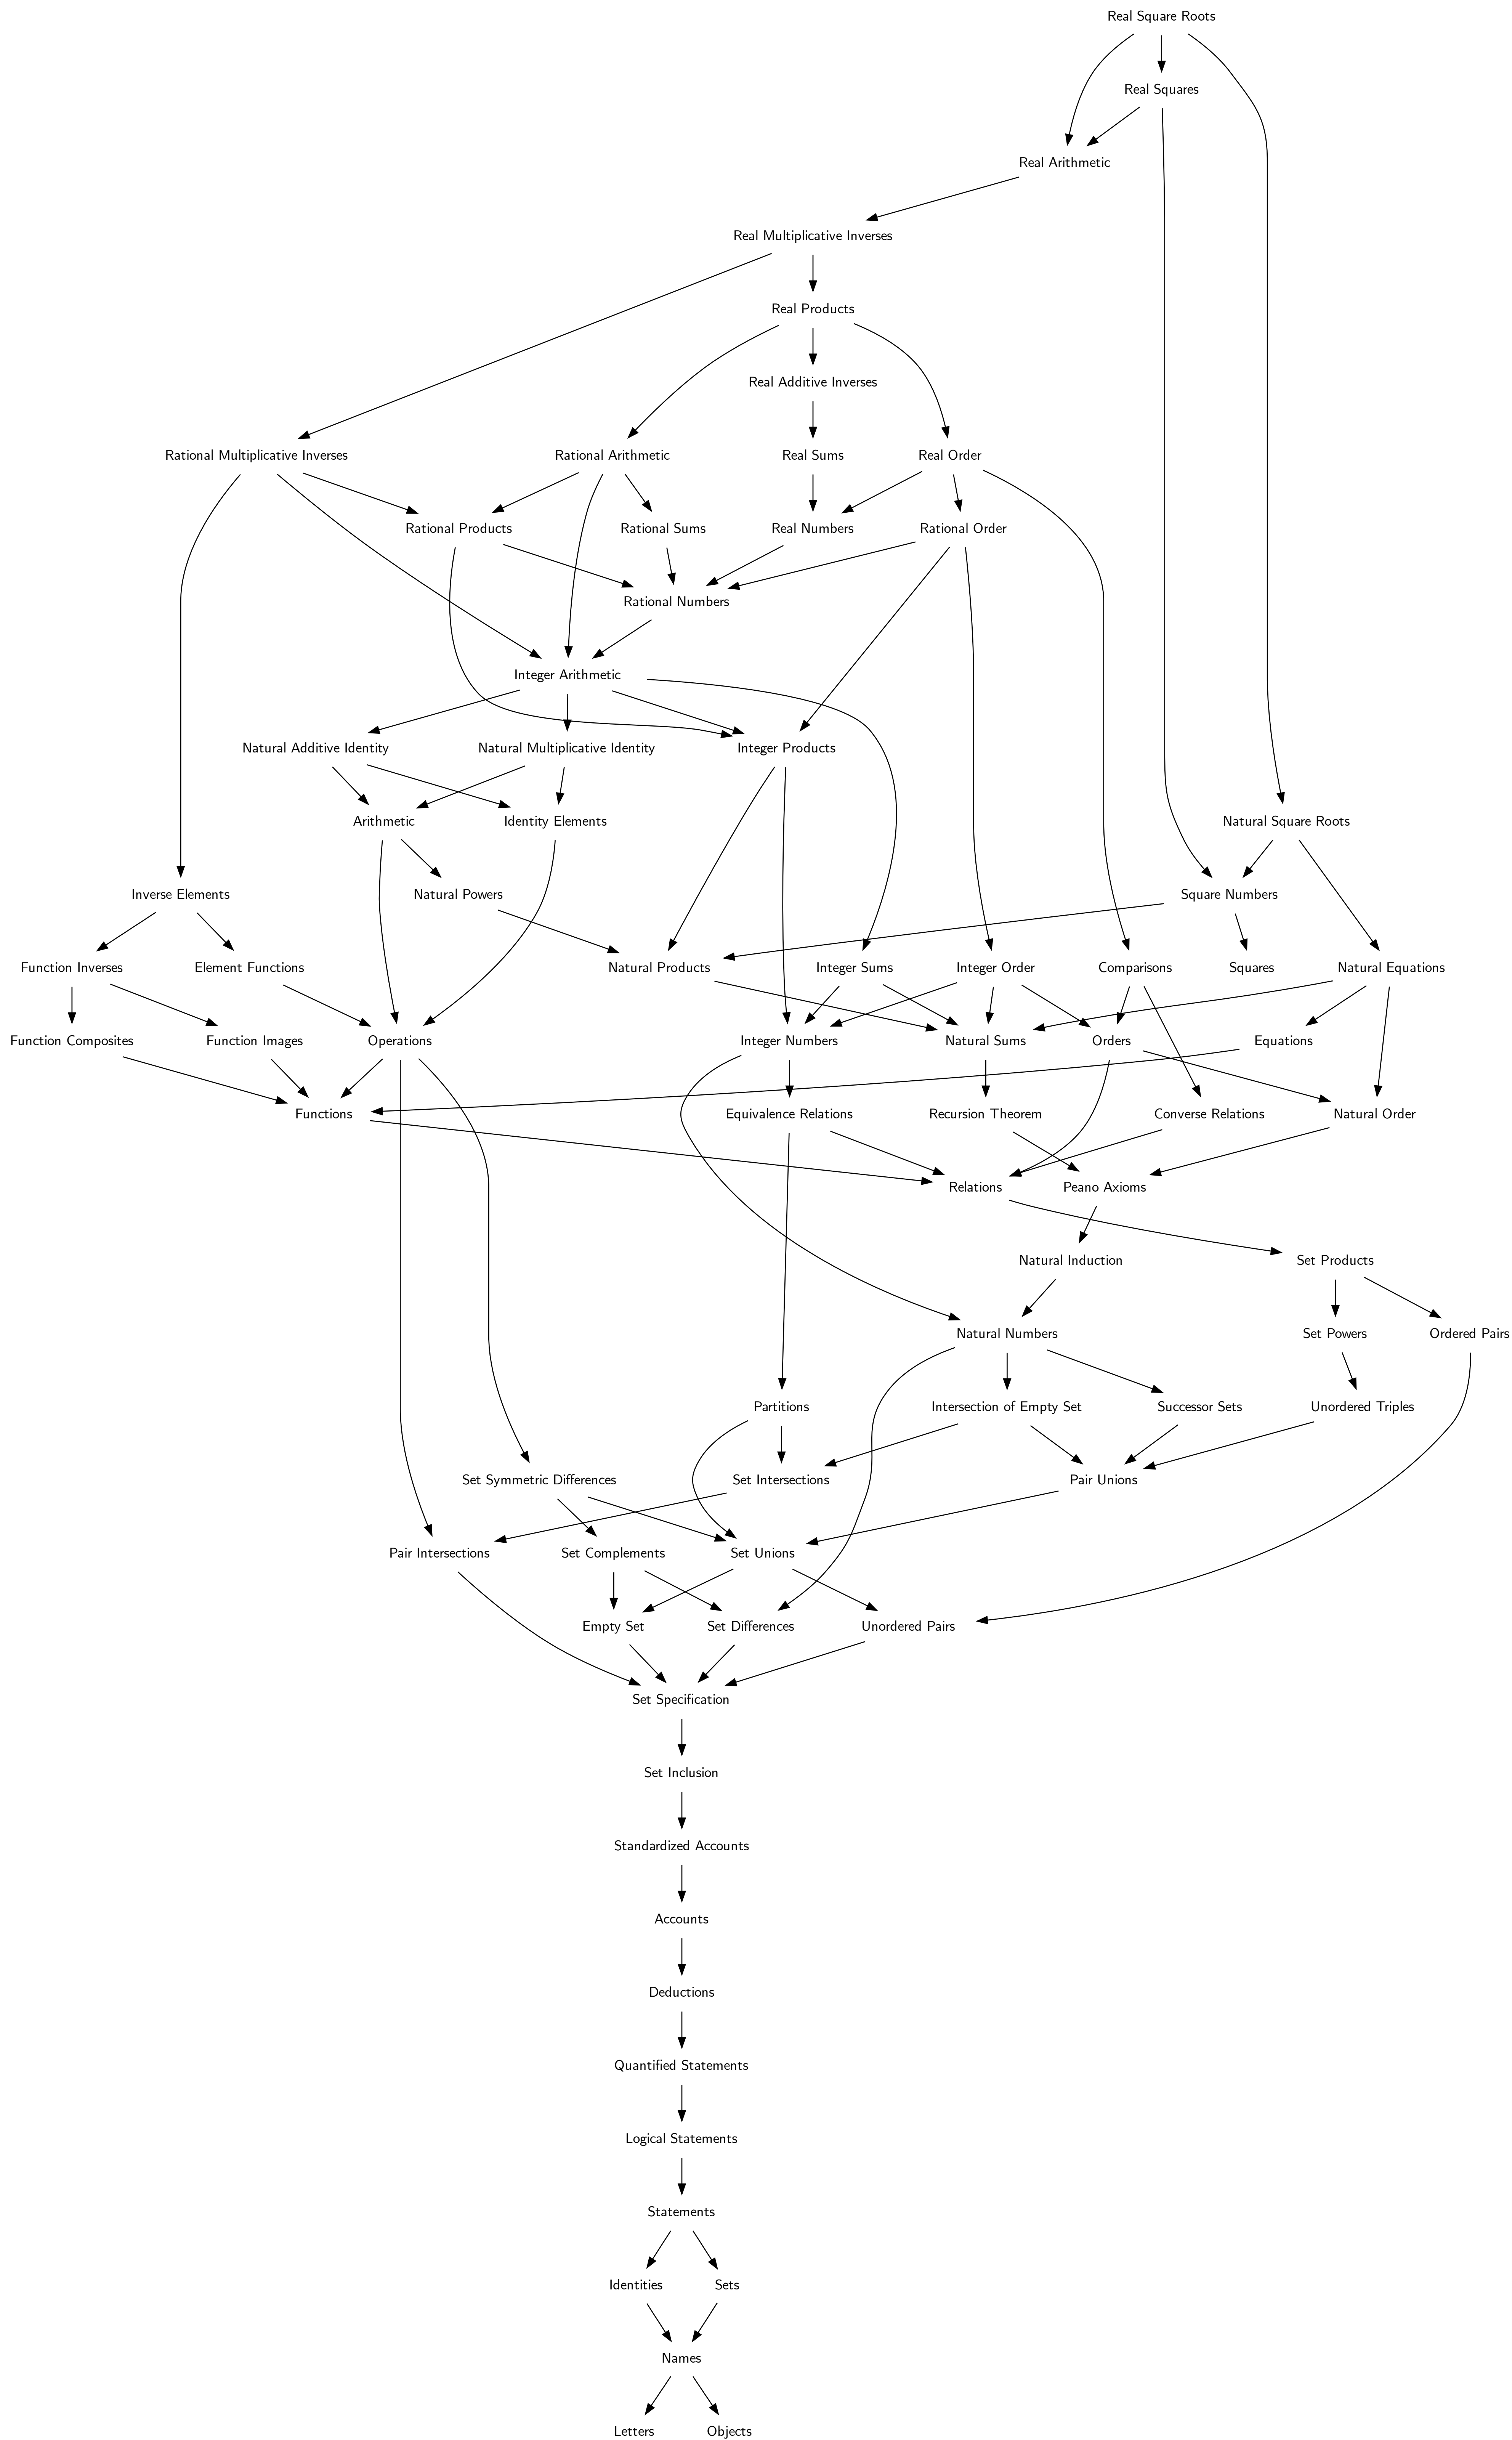 Real Square Roots
Real Squares
Real Arithmetic
Real Multiplicative Inverses
Real Products
Real Additive Inverses
Rational Multiplicative Inverses
Rational Arithmetic
Real Sums
Real Order
Rational Products
Rational Sums
Real Numbers
Rational Order
Rational Numbers
Integer Arithmetic
Natural Additive Identity
Natural Multiplicative Identity
Integer Products
Arithmetic
Identity Elements
Natural Square Roots
Inverse Elements
Natural Powers
Square Numbers
Function Inverses
Element Functions
Natural Products
Integer Sums
Integer Order
Comparisons
Squares
Natural Equations
Function Composites
Function Images
Operations
Integer Numbers
Natural Sums
Orders
Equations
Functions
Equivalence Relations
Recursion Theorem
Converse Relations
Natural Order
Relations
Peano Axioms
Natural Induction
Set Products
Natural Numbers
Set Powers
Ordered Pairs
Partitions
Intersection of Empty Set
Successor Sets
Unordered Triples
Set Symmetric Differences
Set Intersections
Pair Unions
Pair Intersections
Set Complements
Set Unions
Empty Set
Set Differences
Unordered Pairs
Set Specification
Set Inclusion
Standardized Accounts
Accounts
Deductions
Quantified Statements
Logical Statements
Statements
Identities
Sets
Names
Letters
Objects